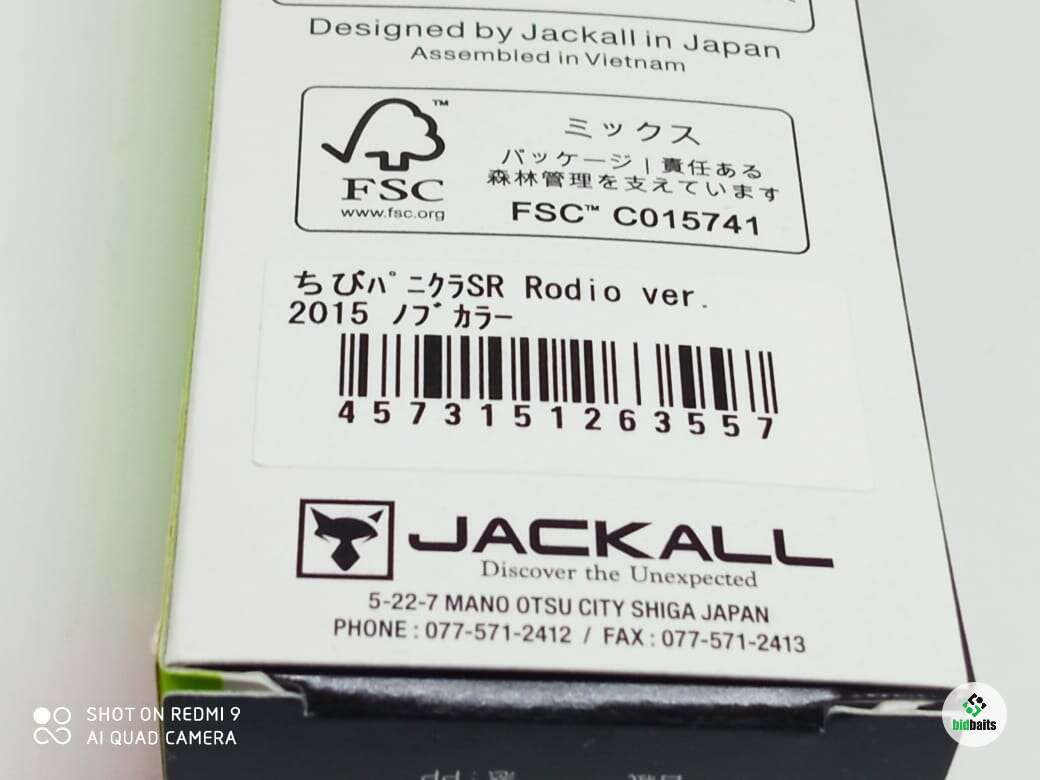 Designed by Jackall in Japan
Assembled in Vietnam
™
FSC
www.fsc.org
ミックス
パッケージ | 責任ある
森林管理を支えています
FSC™ C015741
ちびﾊﾟﾆｸﾗSR Rodio ver.
2015 ﾉﾌﾞｶﾗｰ
4573151263557
JACKALL
Discover the Unexpected
5-22-7 MANO OTSU CITY SHIGA JAPAN
PHONE : 077-571-2412 / FAX : 077-571-2413
SHOT ON REDMI 9
AI QUAD CAMERA
bidbaits